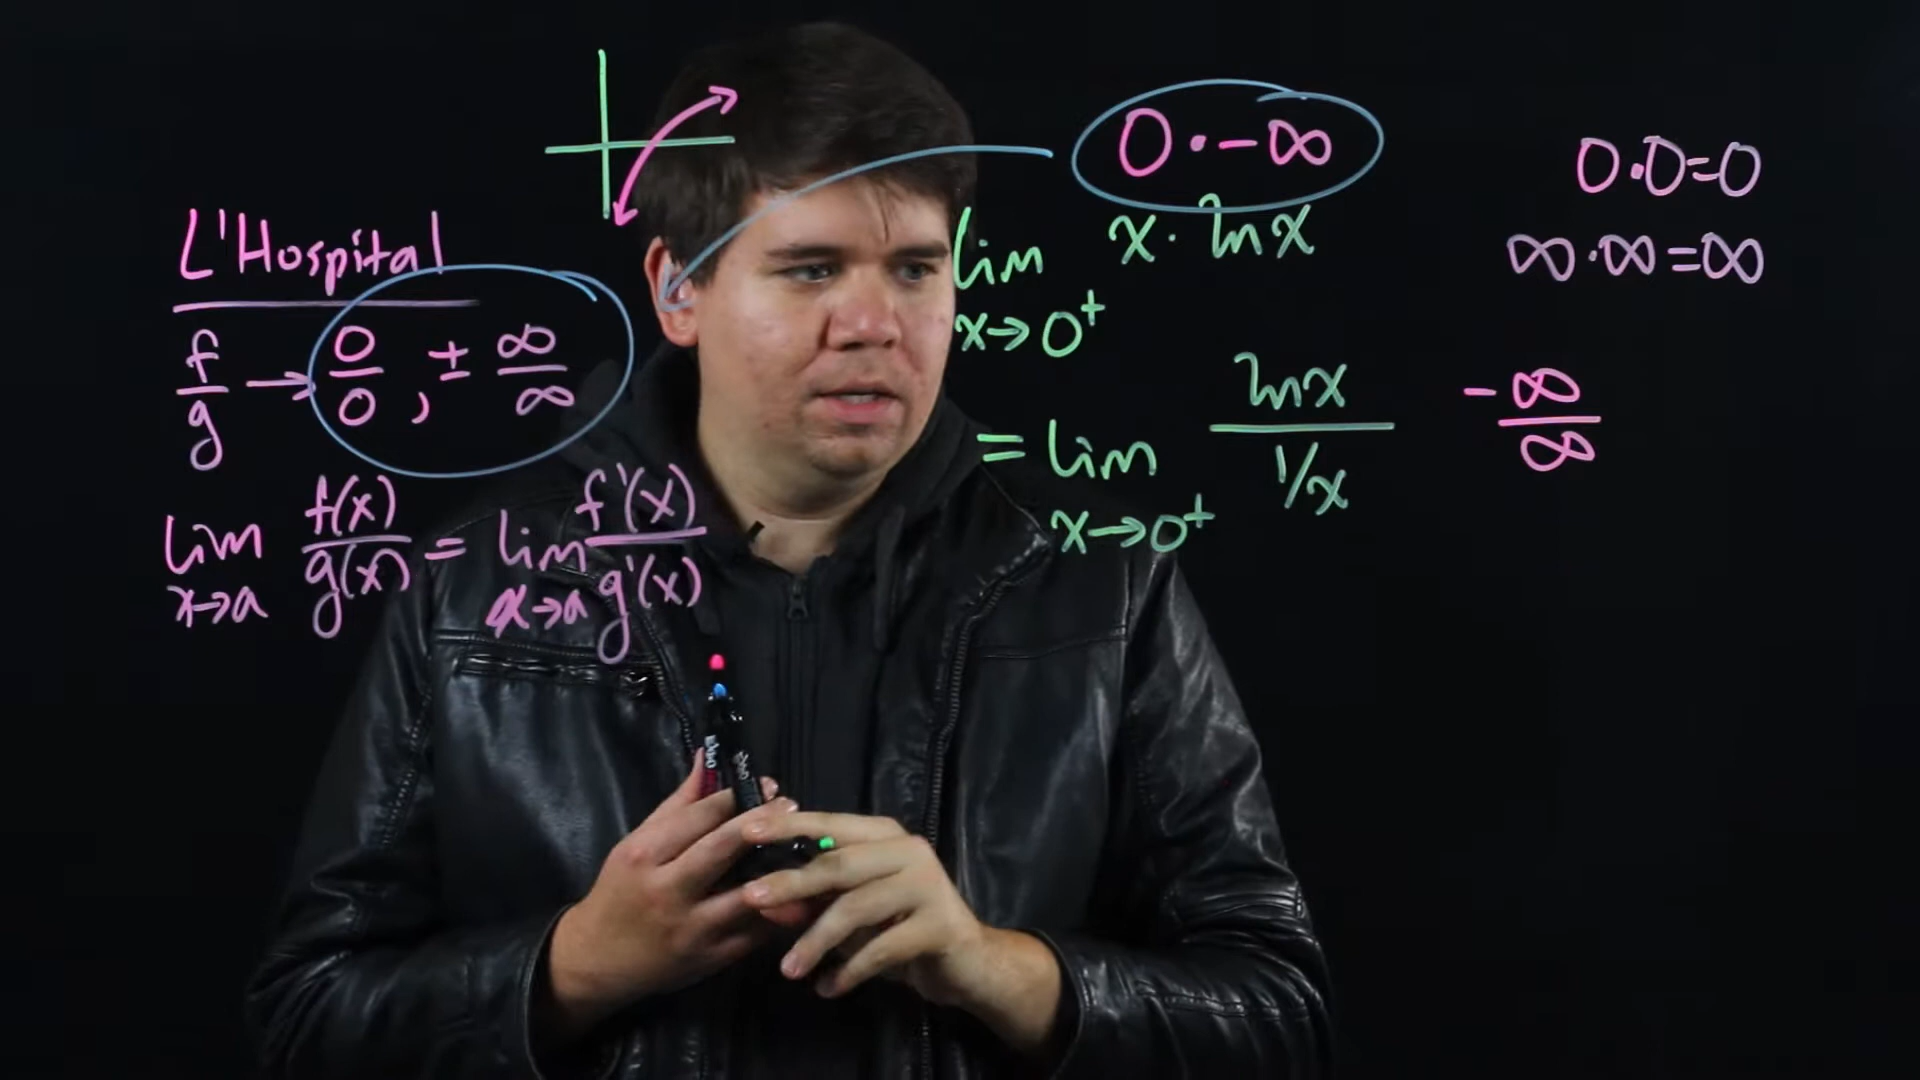 L'Hospital
f/g → 0/0 , ± ∞/∞
lim x→a f(x)/g(x) = lim x→a f'(x)/g'(x)
0 · - ∞
lim x→0⁺ x · ln x
= lim x→0⁺ ln x / 1/x
- ∞/∞
0 · 0 = 0
∞ · ∞ = ∞